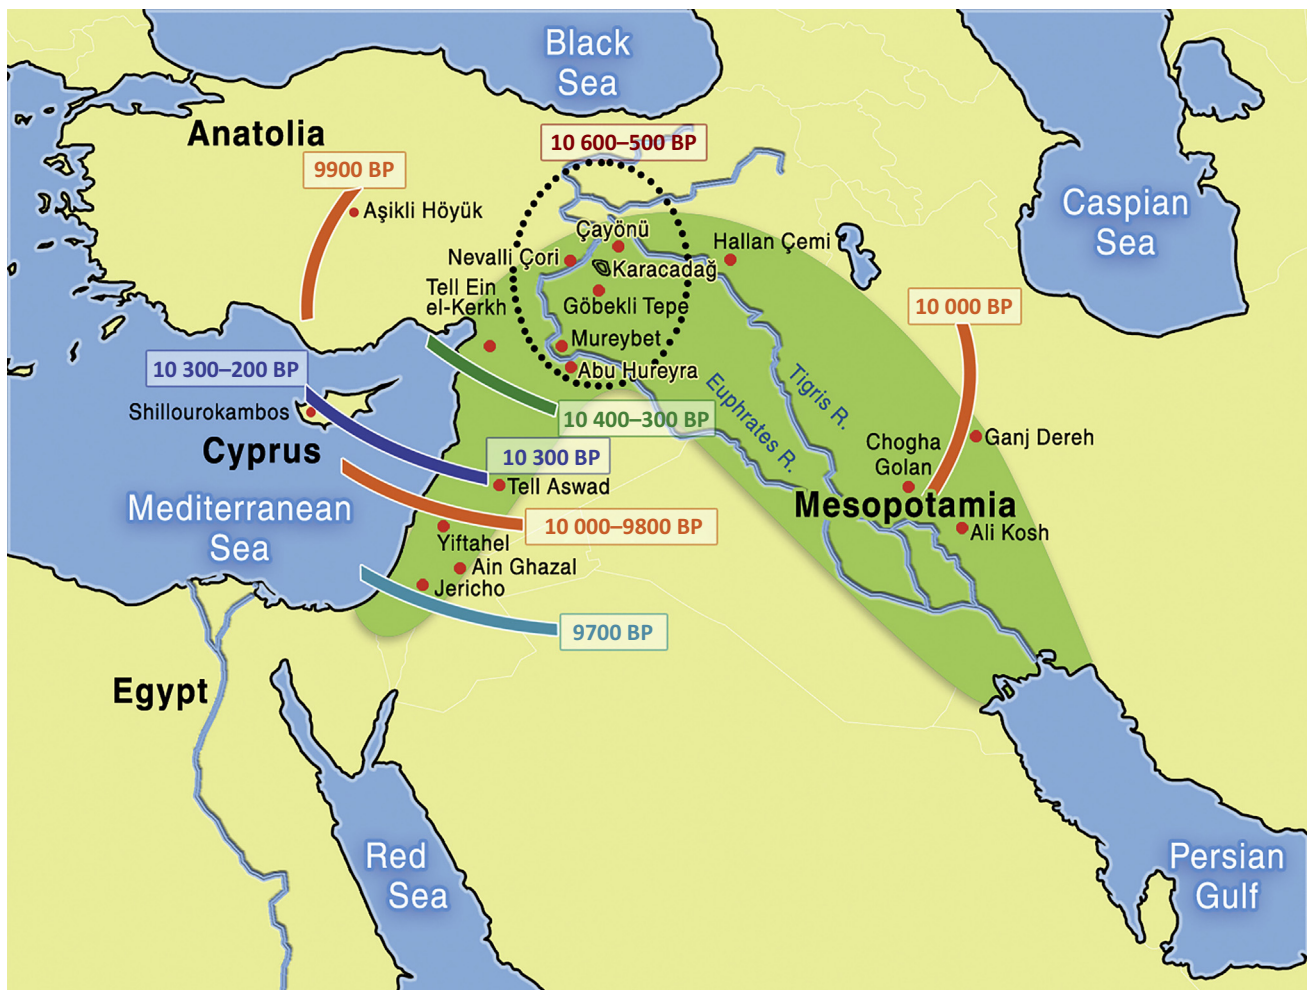 Black
Sea
Anatolia
10 600–500 BP
9900 BP
Aşikli Höyük
Caspian
Sea
Çayönü
Hallan Çemi
Nevalli Çori
Karacadağ
Tell Ein
el-Kerkh
Göbekli Tepe
10 000 BP
Mureybet
10 300–200 BP
Abu Hureyra
Tigris R.
Euphrates R.
Shillourokambos
10 400–300 BP
Cyprus
Chogha
Golan
Ganj Dereh
10 300 BP
Tell Aswad
Mesopotamia
Mediterranean
Sea
10 000–9800 BP
Ali Kosh
Yiftahel
Ain Ghazal
Jericho
9700 BP
Egypt
Red
Sea
Persian
Gulf